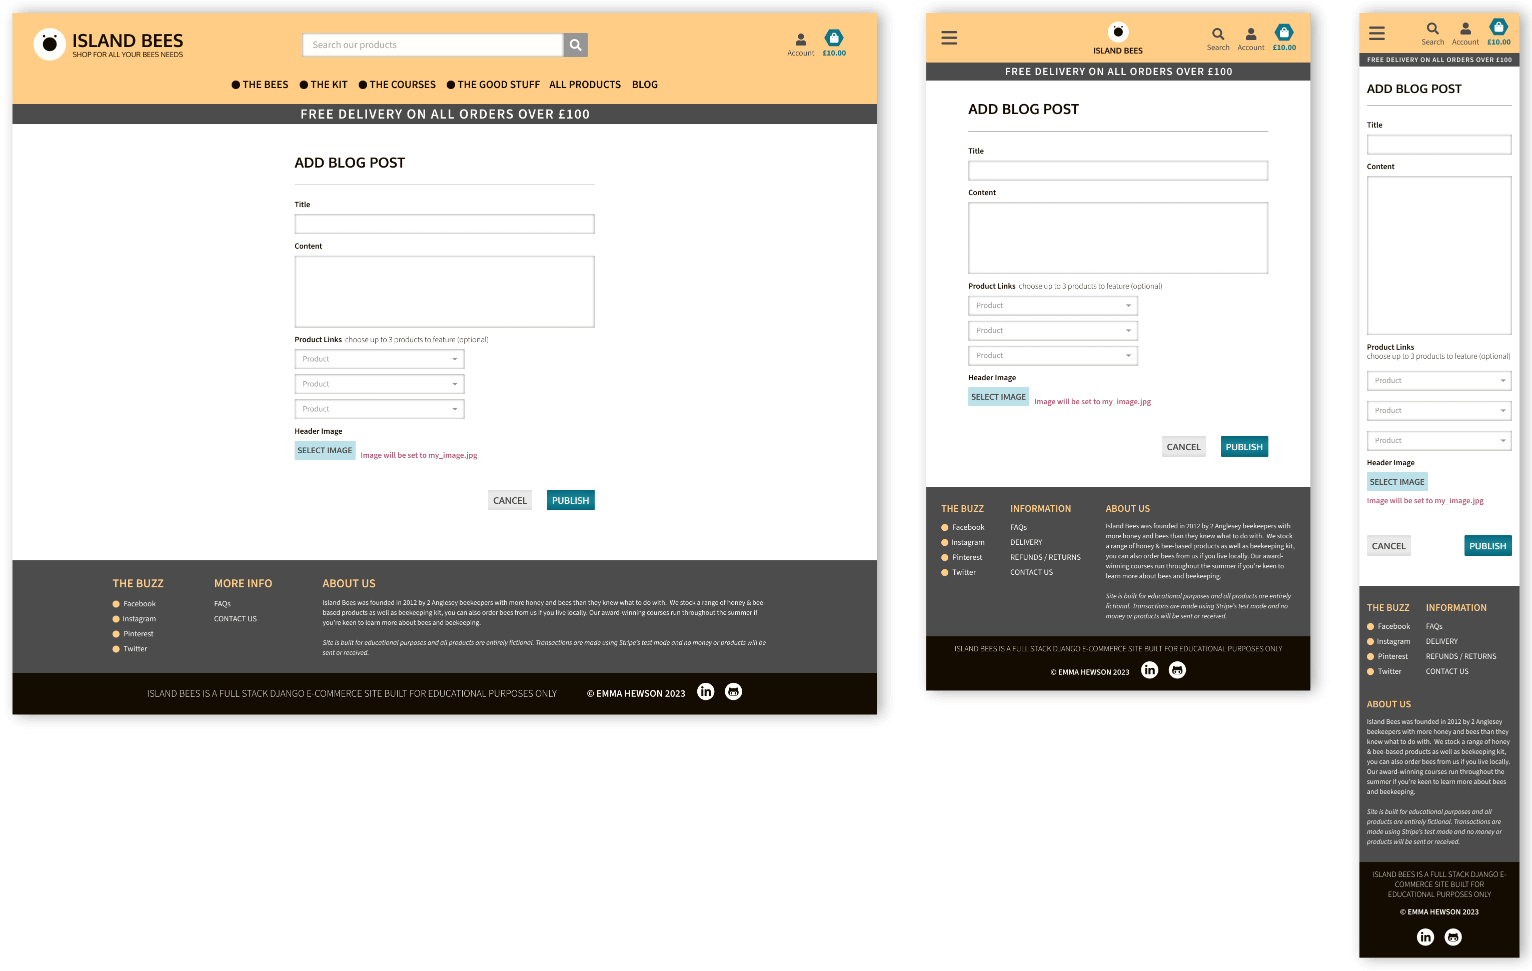 ISLAND BEES
SHOP FOR ALL YOUR BEES NEEDS
Search our products
Account
£10.00
THE BEES THE KIT THE COURSES THE GOOD STUFF ALL PRODUCTS BLOG
FREE DELIVERY ON ALL ORDERS OVER £100
ADD BLOG POST
Title
Content
Product Links choose up to 3 products to feature (optional)
Product
Product
Product
Header Image
SELECT IMAGE
Image will be set to my_image.jpg
CANCEL
PUBLISH
THE BUZZ
Facebook
Instagram
Pinterest
Twitter
MORE INFO
FAQs
CONTACT US
ABOUT US
Island Bees was founded in 2012 by 2 Anglesey beekeepers with more honey and bees than they knew what to do with. We stock a range of honey & bee-
based products as well as beekeeping kit, you can also order bees from us if you live locally. Our award-winning courses run throughout the summer if
you're keen to learn more about bees and beekeeping.
Site is built for educational purposes and all products are entirely fictional. Transactions are made using Stripe's test mode and no money or products will be
sent or received.
ISLAND BEES IS A FULL STACK DJANGO E-COMMERCE SITE BUILT FOR EDUCATIONAL PURPOSES ONLY
© EMMA HEWSON 2023
ISLAND BEES
Search
Account
£10.00
FREE DELIVERY ON ALL ORDERS OVER £100
ADD BLOG POST
Title
Content
Product Links choose up to 3 products to feature (optional)
Product
Product
Product
Header Image
SELECT IMAGE
Image will be set to my_image.jpg
CANCEL
PUBLISH
THE BUZZ
Facebook
Instagram
Pinterest
Twitter
INFORMATION
FAQs
DELIVERY
REFUNDS / RETURNS
CONTACT US
ABOUT US
Island Bees was founded in 2012 by 2 Anglesey beekeepers with
more honey and bees than they knew what to do with. We stock
a range of honey & bee-based products as well as beekeeping kit,
you can also order bees from us if you live locally. Our award-
winning courses run throughout the summer if you're keen to
learn more about bees and beekeeping.
Site is built for educational purposes and all products are entirely
fictional. Transactions are made using Stripe's test mode and no
money or products will be sent or received.
ISLAND BEES IS A FULL STACK DJANGO E-COMMERCE SITE BUILT FOR EDUCATIONAL PURPOSES ONLY
© EMMA HEWSON 2023
Search
Account
£10.00
FREE DELIVERY ON ALL ORDERS OVER £100
ADD BLOG POST
Title
Content
Product Links
choose up to 3 products to feature (optional)
Product
Product
Product
Header Image
SELECT IMAGE
Image will be set to my_image.jpg
CANCEL
PUBLISH
THE BUZZ
Facebook
Instagram
Pinterest
Twitter
INFORMATION
FAQs
DELIVERY
REFUNDS / RETURNS
CONTACT US
ABOUT US
Island Bees was founded in 2012 by 2 Anglesey
beekeepers with more honey and bees than they
knew what to do with. We stock a range of honey
& bee-based products as well as beekeeping kit,
you can also order bees from us if you live locally.
Our award-winning courses run throughout the
summer if you're keen to learn more about bees
and beekeeping.
Site is built for educational purposes and all
products are entirely fictional. Transactions are
made using Stripe's test mode and no money or
products will be sent or received.
ISLAND BEES IS A FULL STACK DJANGO E-
COMMERCE SITE BUILT FOR
EDUCATIONAL PURPOSES ONLY
© EMMA HEWSON 2023